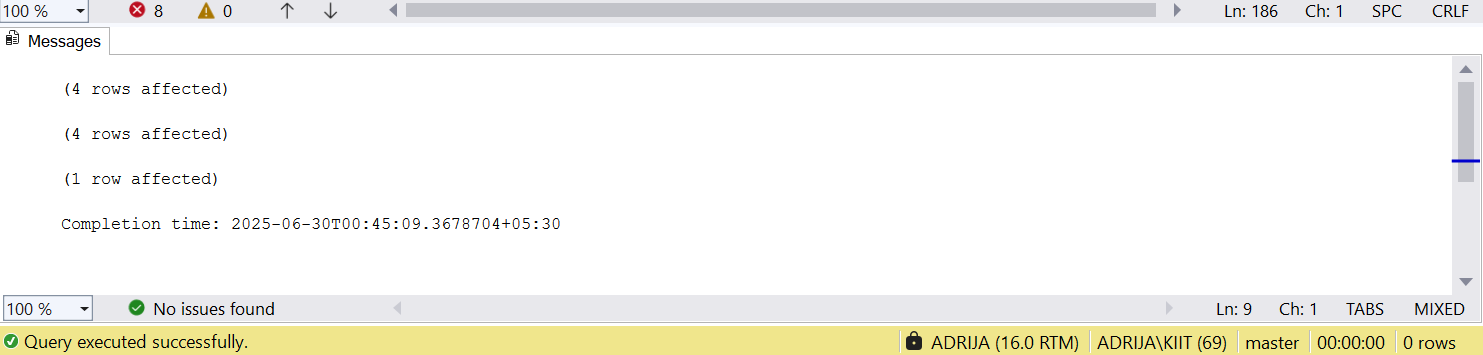 100 % 8 0 Ln: 186 Ch: 1 SPC CRLF
Messages
(4 rows affected)
(4 rows affected)
(1 row affected)
Completion time: 2025-06-30T00:45:09.3678704+05:30
100 % No issues found Ln: 9 Ch: 1 TABS MIXED
Query executed successfully. ADRIJA (16.0 RTM) ADRIJA\KIIT (69) master 00:00:00 0 rows